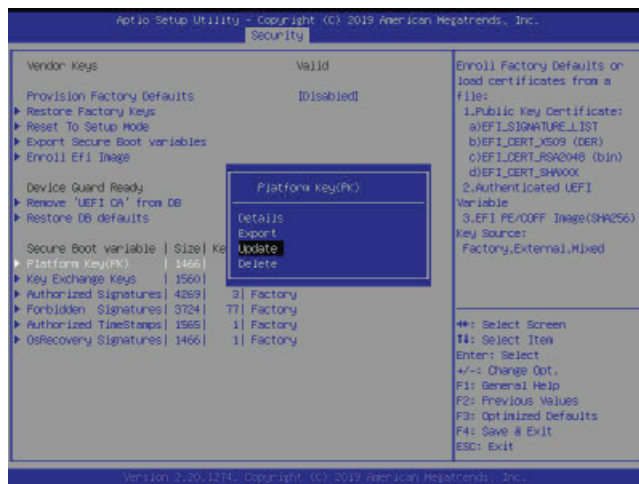 Aptio Setup Utility - Copyright (C) 2019 American Megatrends, Inc.
Security
Vendor Keys Valid
Provision Factory Defaults [Disabled]
Restore Factory Keys
Reset To Setup Mode
Export Secure Boot variables
Enroll Efi Image
Device Guard Ready
Remove 'UEFI CA' from DB
Restore DB defaults
Secure Boot variable | Size| Ke
Platform Key(PK) | 1466|
Key Exchange Keys | 1560|
Authorized Signatures| 4269| 3| Factory
Forbidden Signatures| 3724| 77| Factory
Authorized TimeStamps| 1565| 1| Factory
OsRecovery Signatures| 1466| 1| Factory
Platform Key(PK)
Details
Export
Update
Delete
Enroll Factory Defaults or
load certificates from a
file:
1.Public Key Certificate:
a)EFI_SIGNATURE_LIST
b)EFI_CERT_X509 (DER)
c)EFI_CERT_RSA2048 (bin)
d)EFI_CERT_SHAXXX
2.Authenticated UEFI
Variable
3.EFI PE/COFF Image(SHA256)
Key Source:
Factory,External,Mixed
↔: Select Screen
↑↓: Select Item
Enter: Select
+/-: Change Opt.
F1: General Help
F2: Previous Values
F3: Optimized Defaults
F4: Save & Exit
ESC: Exit
Version 2.20.1274. Copyright (C) 2019 American Megatrends, Inc.